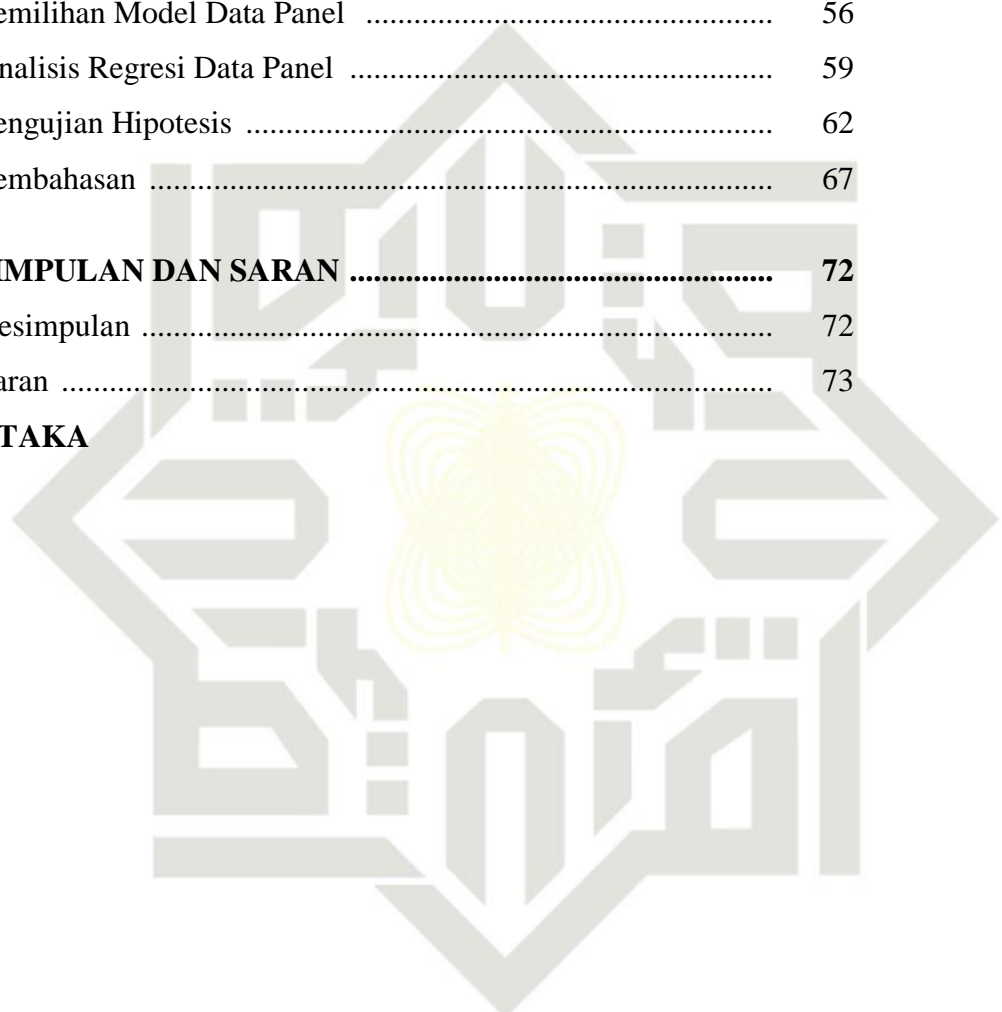 emilihan Model Data Panel .................................................... 56
nalisis Regresi Data Panel ...................................................... 59
engujian Hipotesis ................................................................... 62
embahasan ............................................................................... 67
IMPULAN DAN SARAN ...................................................... 72
esimpulan ................................................................................ 72
aran .......................................................................................... 73
TAKA